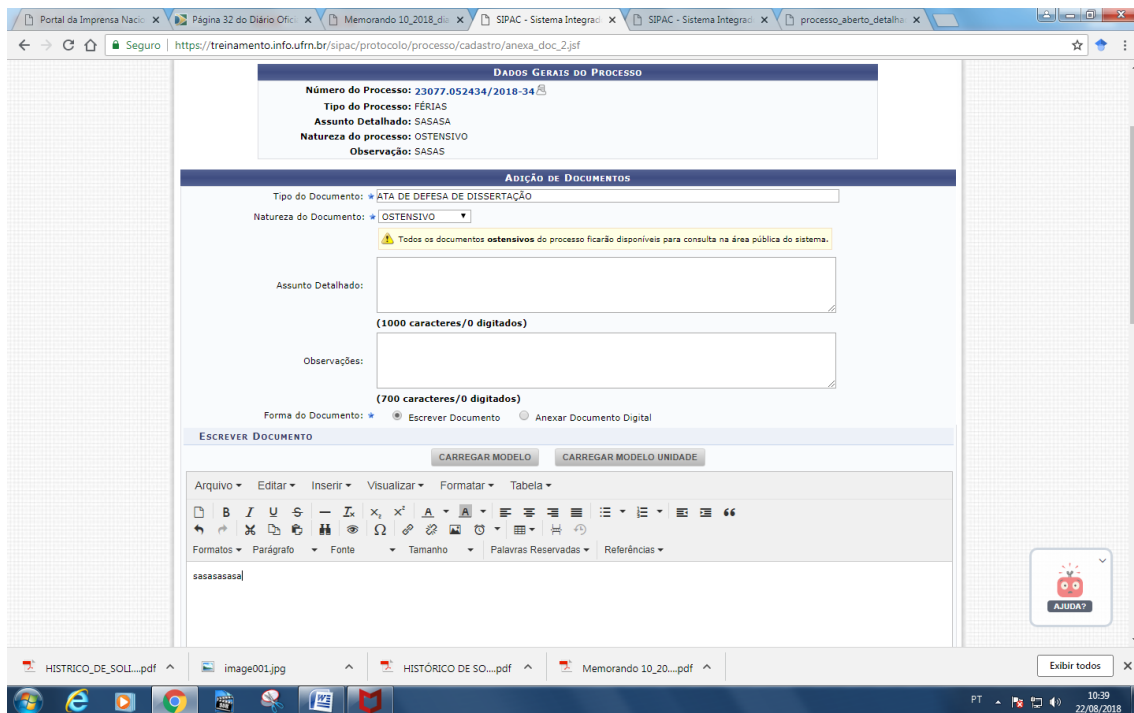 Portal da Imprensa Nacio
Página 32 do Diário Ofici
Memorando 10_2018_dia
SIPAC - Sistema Integrad
SIPAC - Sistema Integrad
processo_aberto_detalha
Seguro | https://treinamento.info.ufrn.br/sipac/protocolo/processo/cadastro/anexa_doc_2.jsf
DADOS GERAIS DO PROCESSO
Número do Processo: 23077.052434/2018-34
Tipo do Processo: FÉRIAS
Assunto Detalhado: SASASA
Natureza do processo: OSTENSIVO
Observação: SASAS
ADIÇÃO DE DOCUMENTOS
Tipo do Documento: ATA DE DEFESA DE DISSERTAÇÃO
Natureza do Documento: OSTENSIVO
Todos os documentos ostensivos do processo ficarão disponíveis para consulta na área pública do sistema.
Assunto Detalhado:
(1000 caracteres/0 digitados)
Observações:
(700 caracteres/0 digitados)
Forma do Documento: Escrever Documento Anexar Documento Digital
ESCREVER DOCUMENTO
CARREGAR MODELO CARREGAR MODELO UNIDADE
Arquivo Editar Inserir Visualizar Formatar Tabela
Formatos Parágrafo Fonte Tamanho Palavras Reservadas Referências
sasasasasa
AJUDA?
HISTRICO_DE_SOLI....pdf image001.jpg HISTÓRICO DE SO....pdf Memorando 10_20....pdf Exibir todos
PT 10:39
22/08/2018